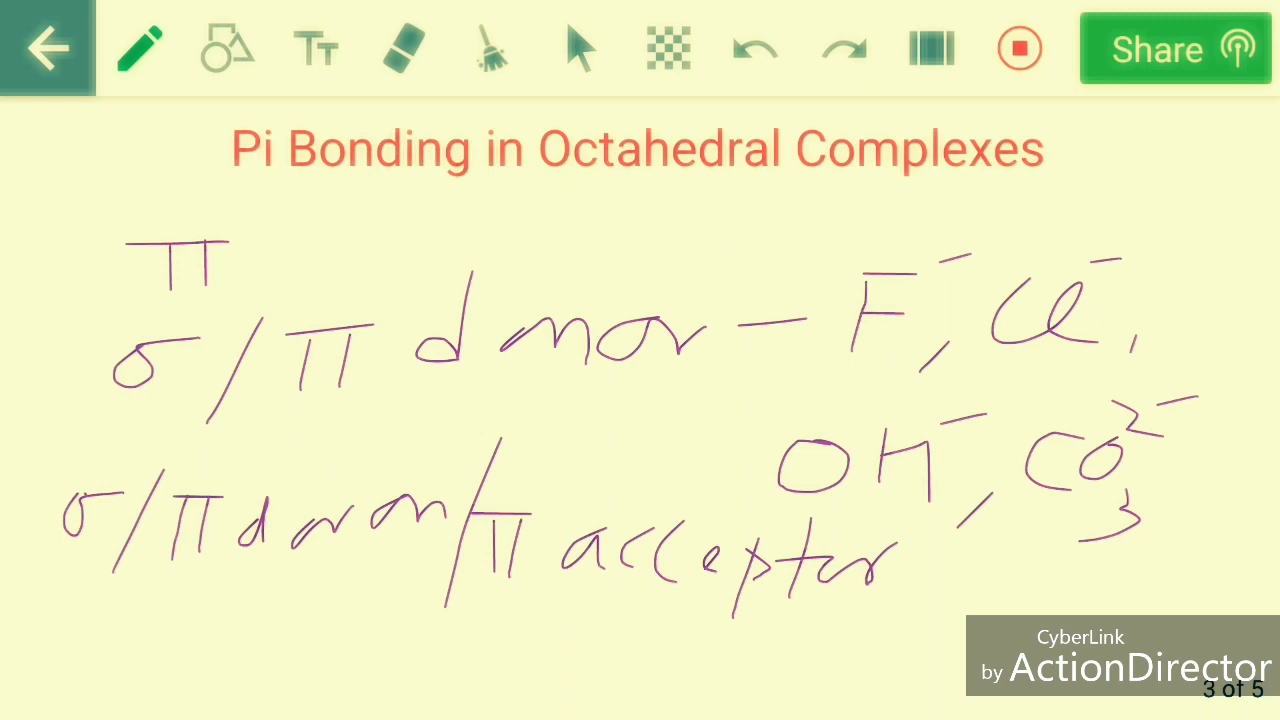 Share
Pi Bonding in Octahedral Complexes
π
σ/π donor – F⁻, Cl⁻,
OH⁻, CO₃²⁻
σ/π donor/π acceptor
CyberLink
by ActionDirector
3 of 5